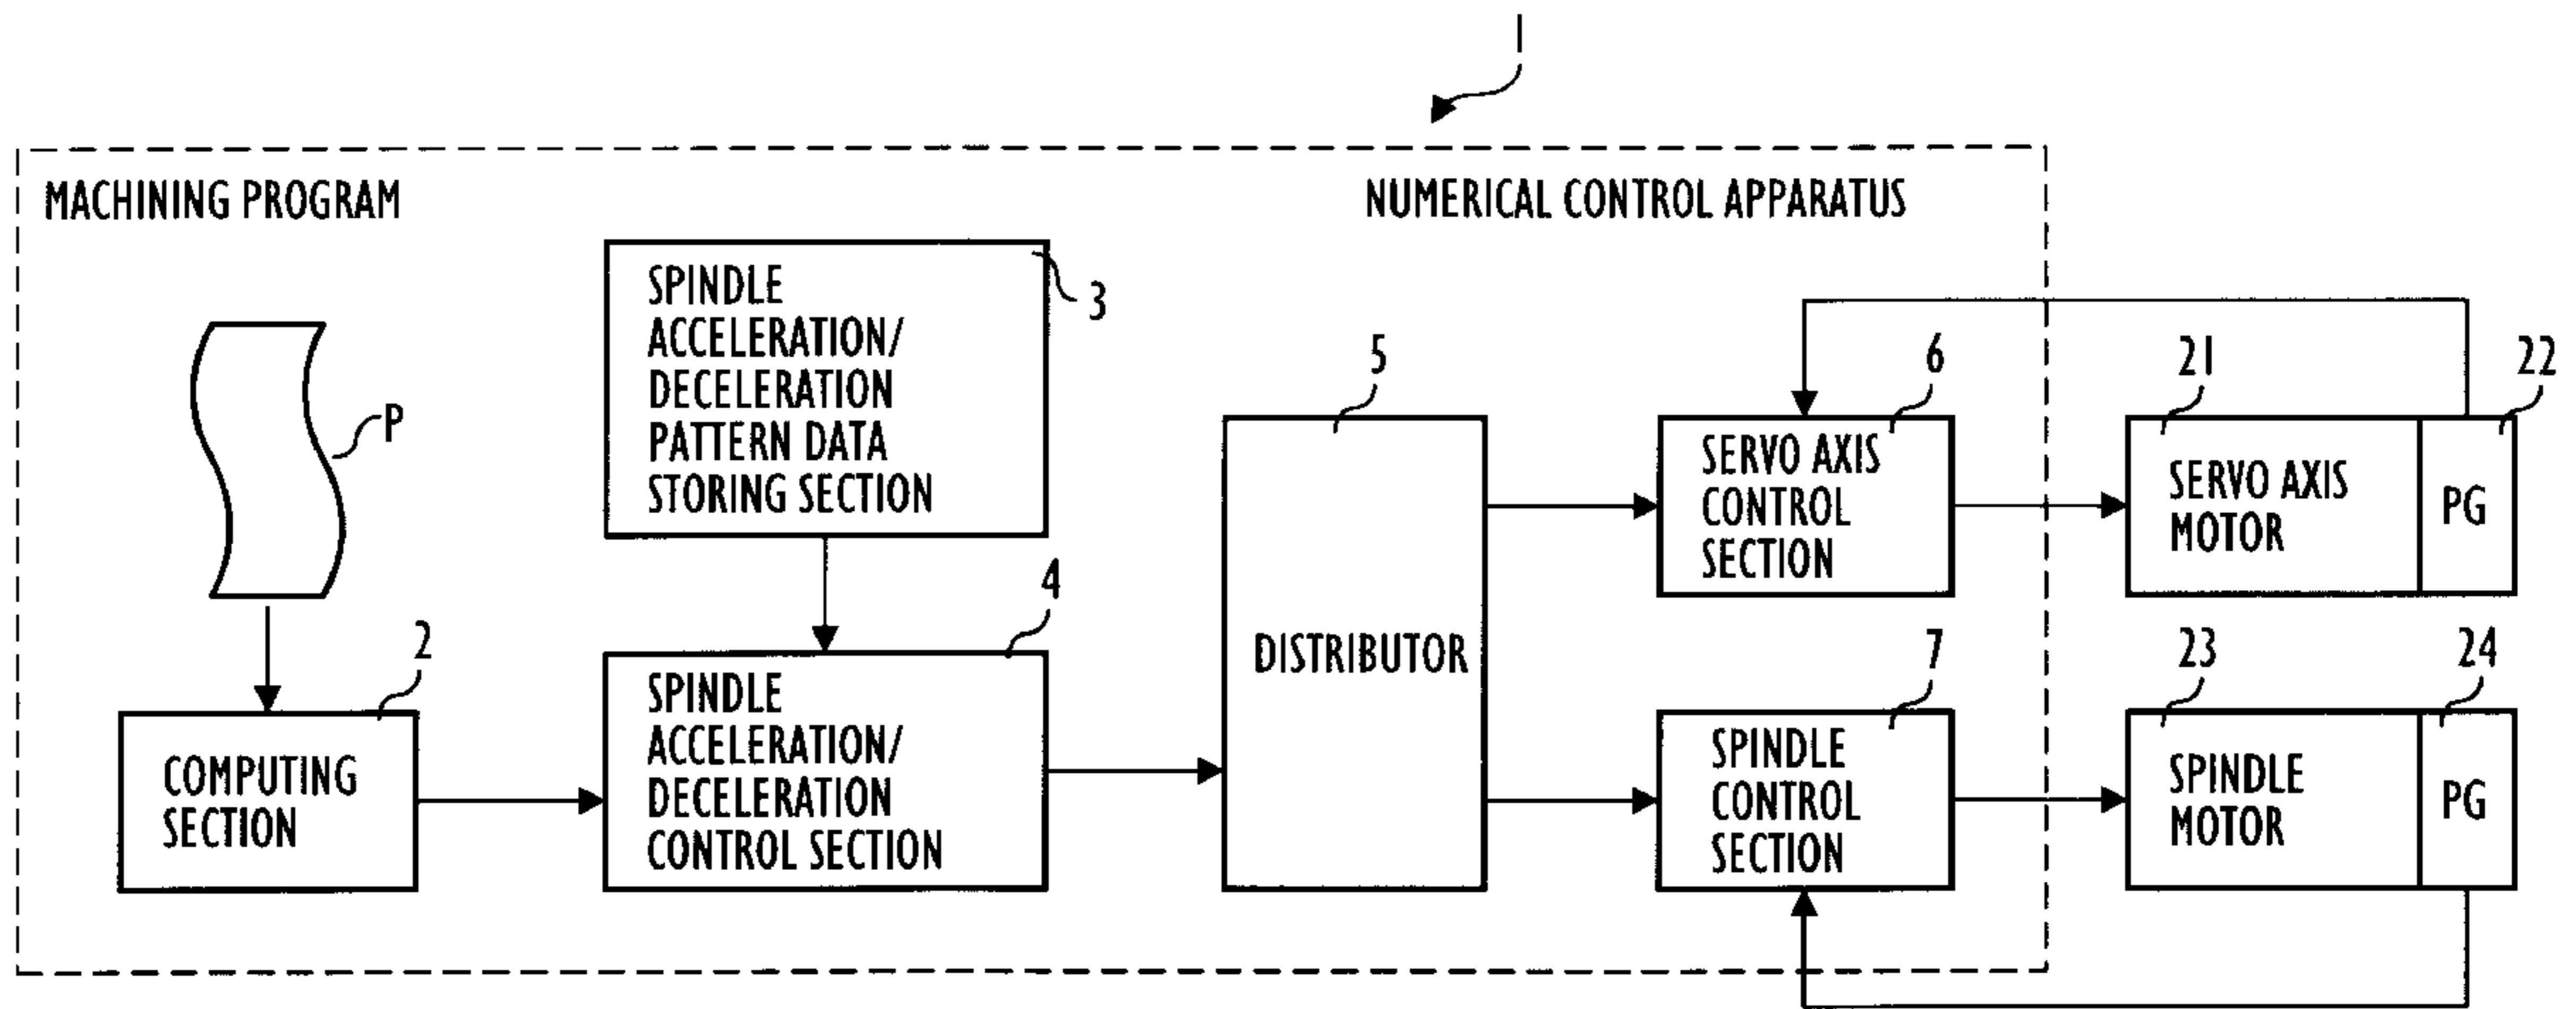 1
MACHINING PROGRAM
NUMERICAL CONTROL APPARATUS
P
SPINDLE
ACCELERATION/
DECELERATION
PATTERN DATA
STORING SECTION
3
2
COMPUTING
SECTION
4
SPINDLE
ACCELERATION/
DECELERATION
CONTROL SECTION
5
DISTRIBUTOR
6
SERVO AXIS
CONTROL
SECTION
7
SPINDLE
CONTROL
SECTION
21
SERVO AXIS
MOTOR
22
PG
23
SPINDLE
MOTOR
24
PG